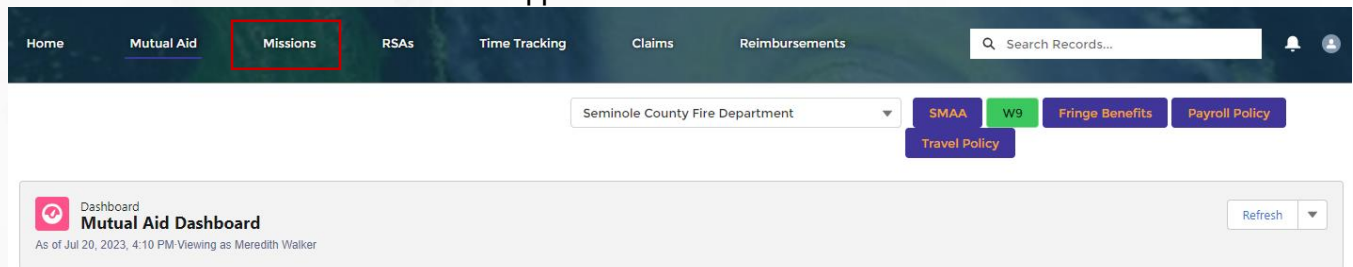 Home Mutual Aid Missions RSAs Time Tracking Claims Reimbursements Search Records...
Seminole County Fire Department SMAA W9 Fringe Benefits Payroll Policy
Travel Policy
Dashboard
Mutual Aid Dashboard
Refresh
As of Jul 20, 2023, 4:10 PM·Viewing as Meredith Walker